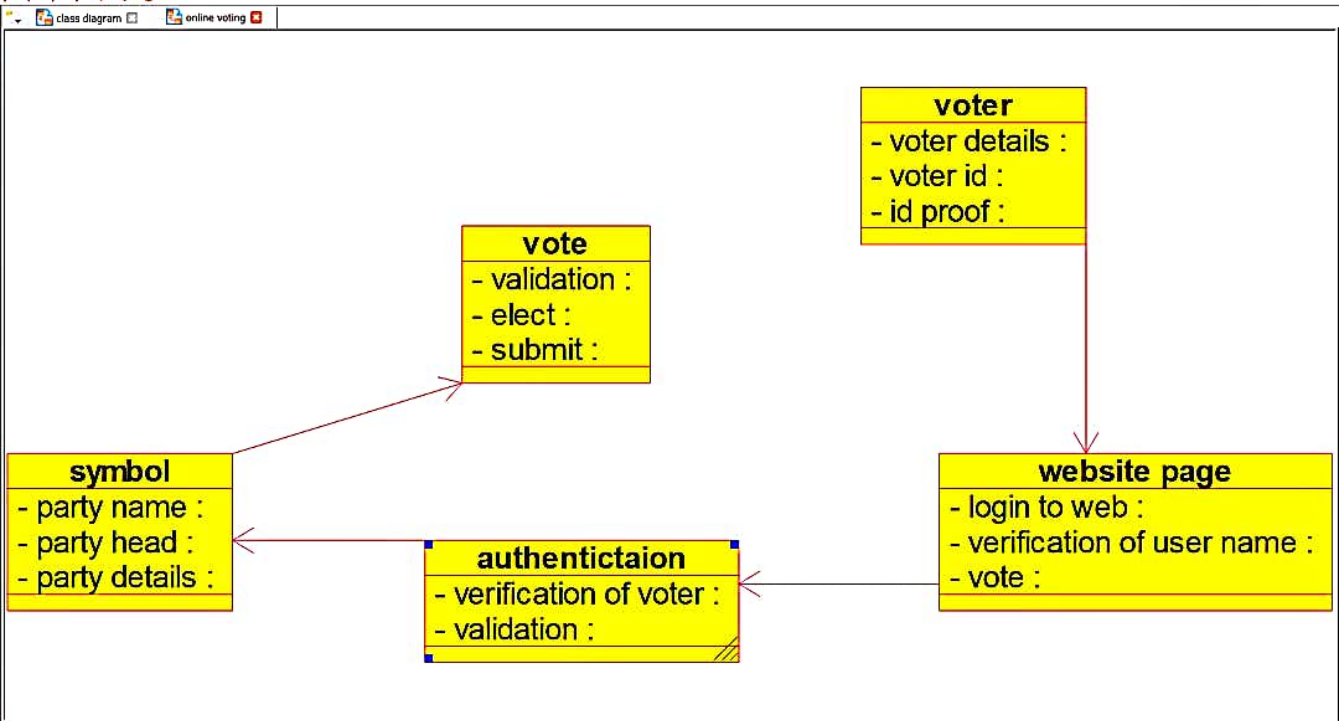 class diagram
online voting
voter
- voter details :
- voter id :
- id proof :
vote
- validation :
- elect :
- submit :
symbol
- party name :
- party head :
- party details :
authentictaion
- verification of voter :
- validation :
website page
- login to web :
- verification of user name :
- vote :